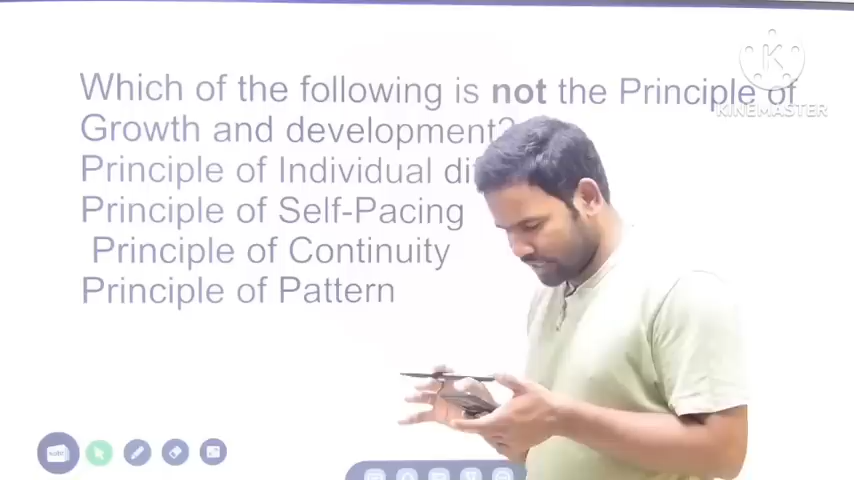 Which of the following is not the Principle of
Growth and development?
Principle of Individual
Principle of Self-Pacing
Principle of Continuity
Principle of Pattern
KINEMASTER